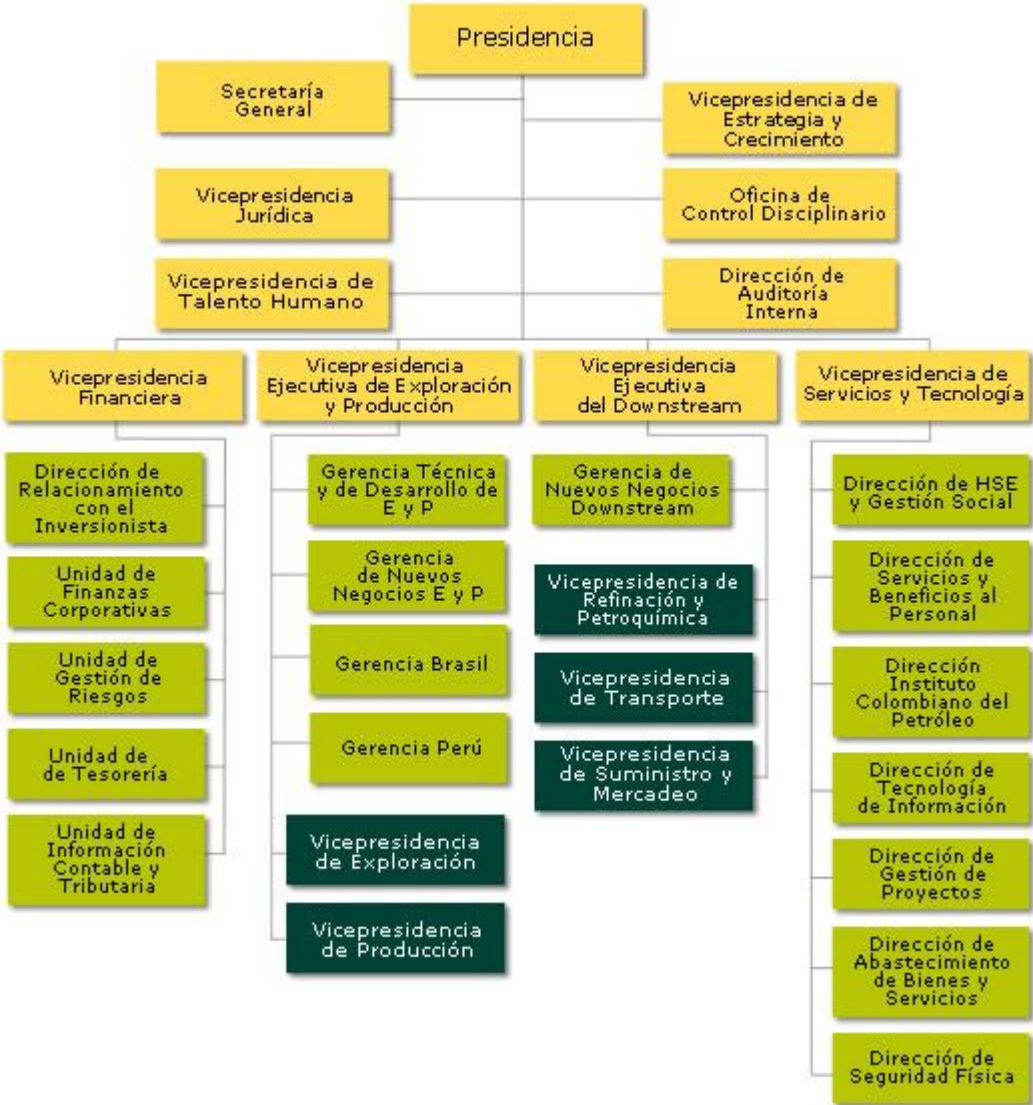 Presidencia
Secretaría
General
Vicepresidencia de
Estrategia y
Crecimiento
Vicepresidencia
Jurídica
Oficina de
Control Disciplinario
Vicepresidencia de
Talento Humano
Dirección de
Auditoría
Interna
Vicepresidencia
Financiera
Vicepresidencia
Ejecutiva de Exploración
y Producción
Vicepresidencia
Ejecutiva
del Downstream
Vicepresidencia de
Servicios y Tecnología
Dirección de
Relacionamiento
con el
Inversionista
Unidad de
Finanzas
Corporativas
Unidad de
Gestión de
Riesgos
Unidad de
de Tesorería
Unidad de
Información
Contable y
Tributaria
Gerencia Técnica
y de Desarrollo de
E y P
Gerencia
de Nuevos
Negocios E y P
Gerencia Brasil
Gerencia Perú
Vicepresidencia
de Exploración
Vicepresidencia
de Producción
Gerencia de
Nuevos Negocios
Downstream
Vicepresidencia de
Refinación y
Petroquímica
Vicepresidencia
de Transporte
Vicepresidencia
de Suministro y
Mercadeo
Dirección de HSE
y Gestión Social
Dirección de
Servicios y
Beneficios al
Personal
Dirección
Instituto
Colombiano del
Petróleo
Dirección de
Tecnología
de Información
Dirección de
Gestión de
Proyectos
Dirección de
Abastecimiento
de Bienes y
Servicios
Dirección de
Seguridad Física